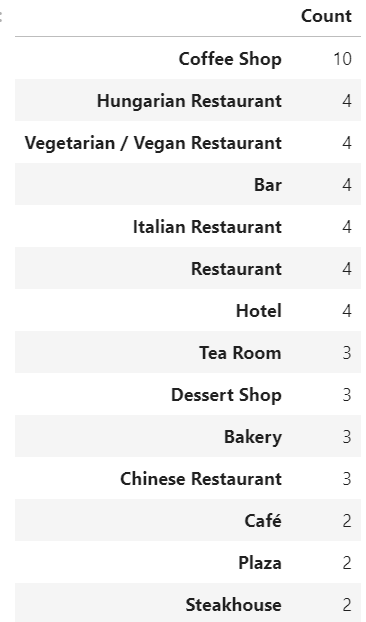 Count
Coffee Shop 10
Hungarian Restaurant 4
Vegetarian / Vegan Restaurant 4
Bar 4
Italian Restaurant 4
Restaurant 4
Hotel 4
Tea Room 3
Dessert Shop 3
Bakery 3
Chinese Restaurant 3
Café 2
Plaza 2
Steakhouse 2